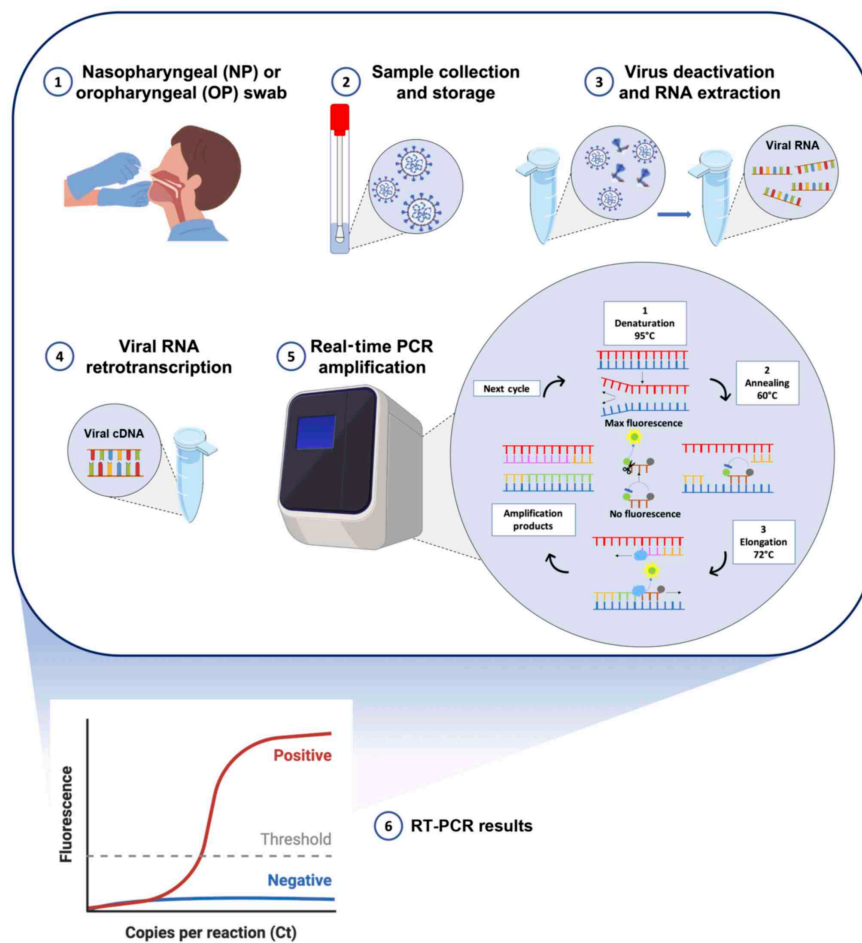 1
Nasopharyngeal (NP) or
oropharyngeal (OP) swab
2
Sample collection
and storage
3
Virus deactivation
and RNA extraction
Viral RNA
4
Viral RNA
retrotranscription
Viral cDNA
5
Real-time PCR
amplification
1
Denaturation
95°C
2
Annealing
60°C
Next cycle
Max fluorescence
No fluorescence
Amplification
products
3
Elongation
72°C
Fluorescence
Positive
Threshold
Negative
Copies per reaction (Ct)
6
RT-PCR results